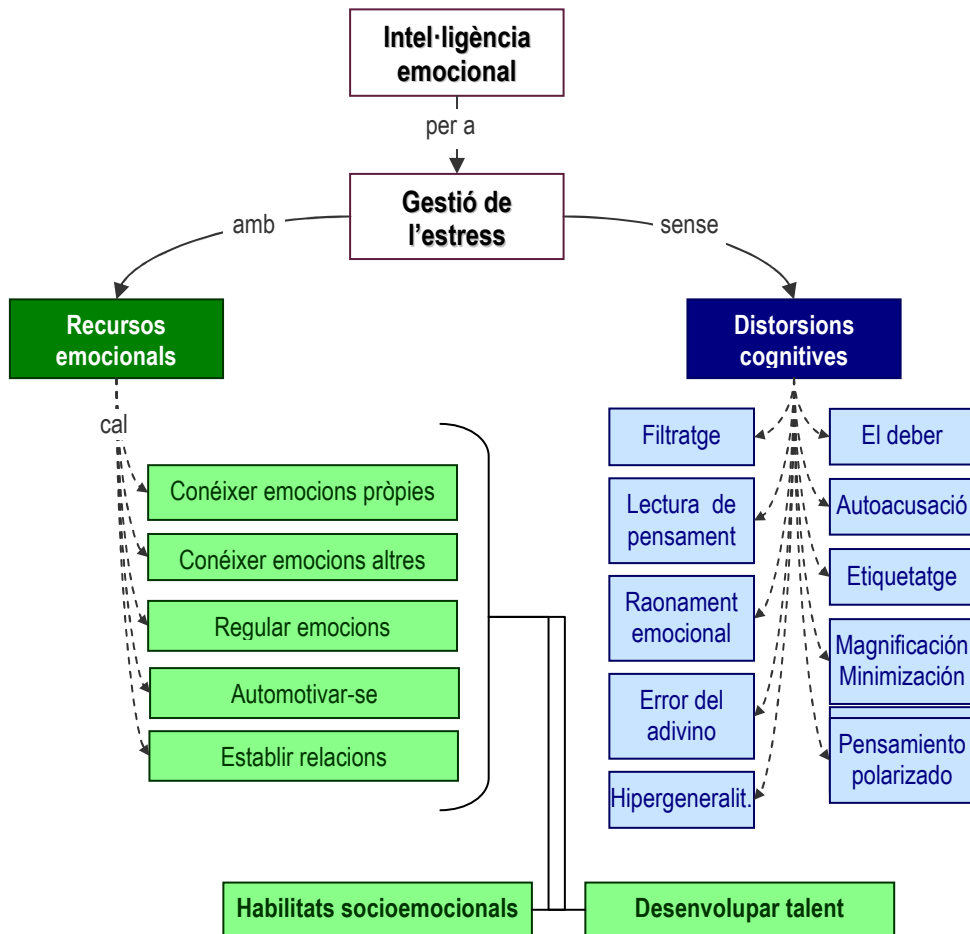 Intel·ligència
emocional
per a
Gestió de
l'estress
amb
sense
Recursos
emocionals
Distorsions
cognitives
cal
Conéixer emocions pròpies
Conéixer emocions altres
Regular emocions
Automotivar-se
Establir relacions
Filtratge
Lectura de
pensament
Raonament
emocional
Error del
adivino
Hipergeneralit.
El deber
Autoacusació
Etiquetatge
Magnificación
Minimización
Pensamiento
polarizado
Habilitats socioemocionals
Desenvolupar talent